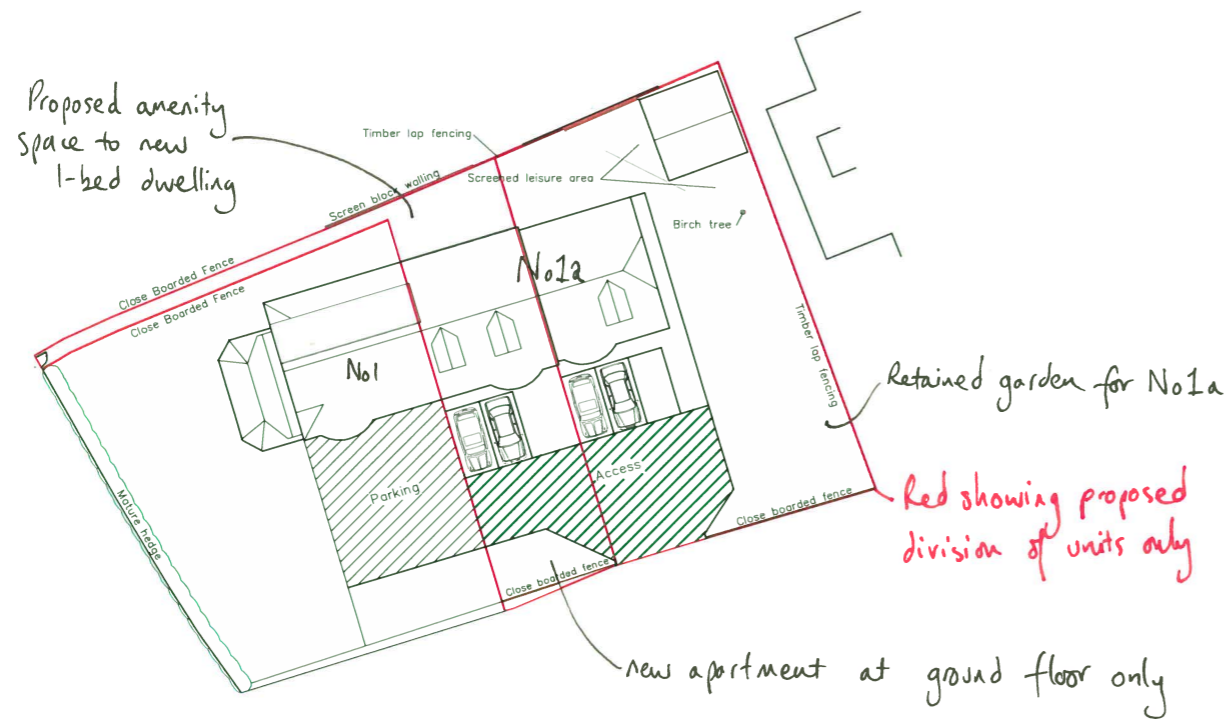 Proposed amenity
space to new
1-bed dwelling
Timber lap fencing
Screened leisure area
Screen block walling
Birch tree
Close Boarded Fence
Close Boarded Fence
No1a
No1
Timber lap fencing
Retained garden for No1a
Parking
Access
Mature hedge
Close boarded fence
Red showing proposed
division of units only
Close boarded fence
new apartment at ground floor only